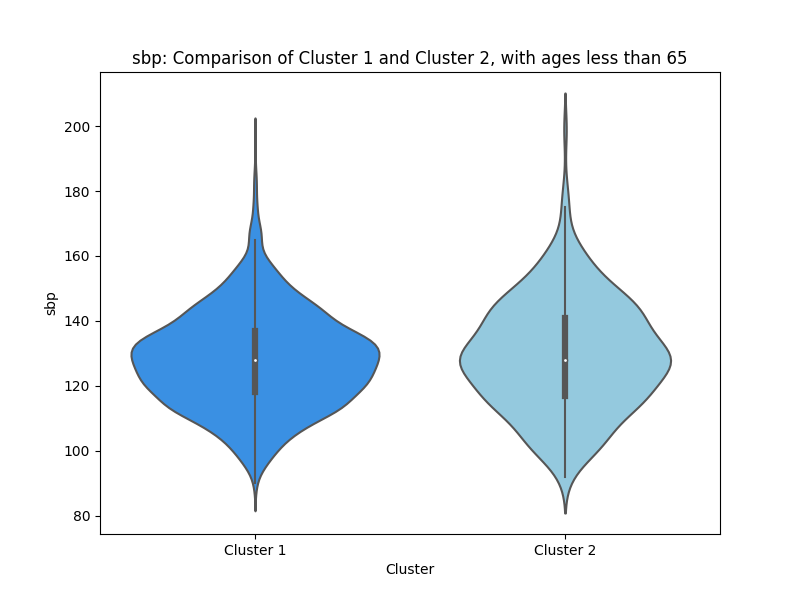 sbp: Comparison of Cluster 1 and Cluster 2, with ages less than 65
200
180
160
140
120
100
80
sbp
Cluster 1
Cluster 2
Cluster